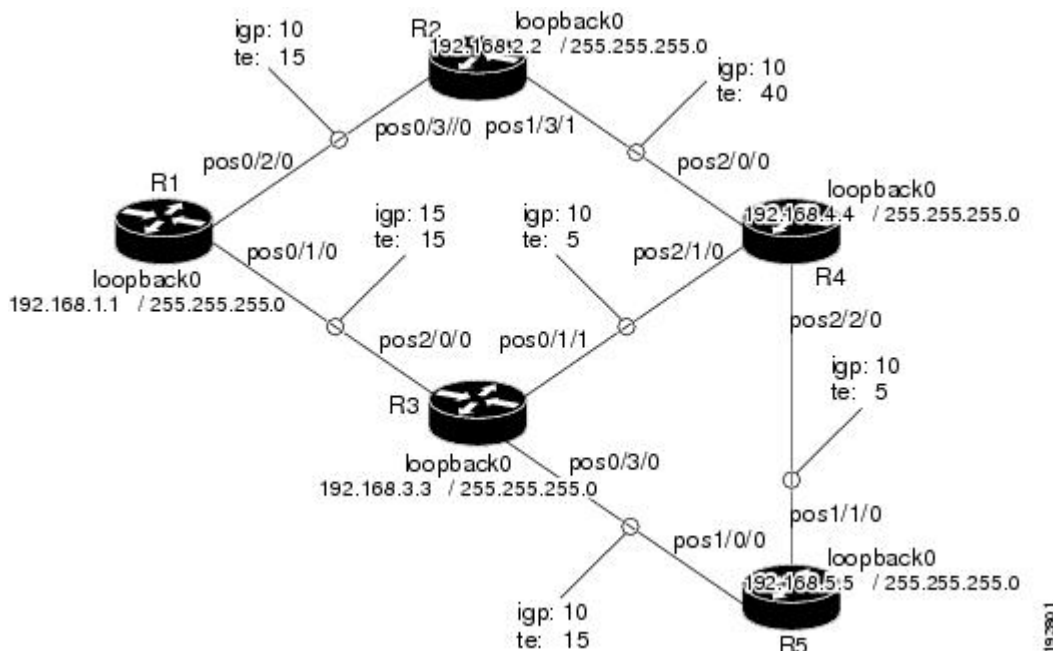 igp: 10
te: 15
R2
loopback0
192.168.2.2 / 255.255.255.0
igp: 10
te: 40
pos0/3//0
pos1/3/1
pos0/2/0
pos2/0/0
R1
loopback0
192.168.4.4 / 255.255.255.0
igp: 15
te: 15
igp: 10
te: 5
pos0/1/0
pos2/1/0
R4
loopback0
192.168.1.1 / 255.255.255.0
pos2/2/0
pos2/0/0
pos0/1/1
igp: 10
te: 5
R3
loopback0
192.168.3.3 / 255.255.255.0
pos0/3/0
pos1/1/0
pos1/0/0
loopback0
192.168.5.5 / 255.255.255.0
igp: 10
te: 15
R5